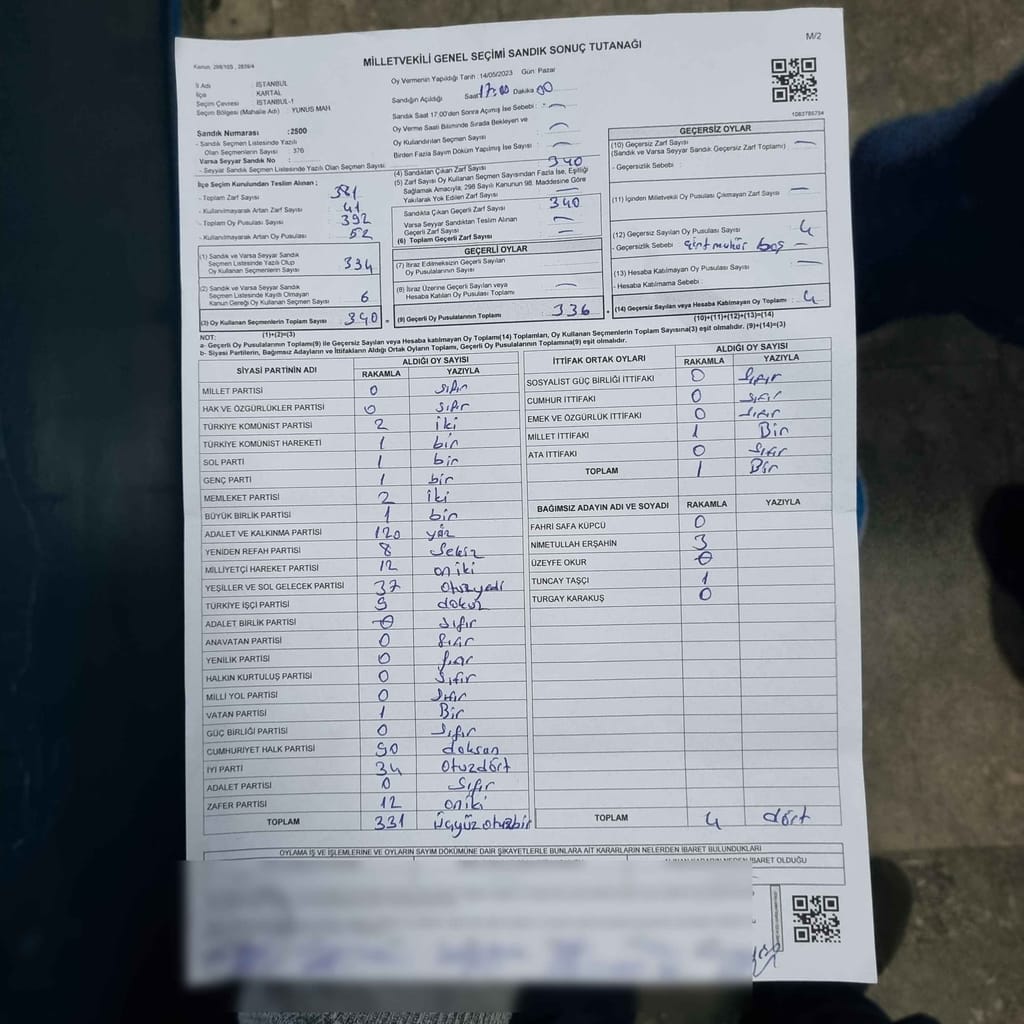 MİLLETVEKİLİ GENEL SEÇİMİ SANDIK SONUÇ TUTANAĞI
M/2
Kanun: 298/105 , 2839/4
İl Adı : İSTANBUL
İlçe : KARTAL
Seçim Çevresi : İSTANBUL-1
Seçim Bölgesi (Mahalle Adı) : YUNUS MAH.
Sandık Numarası : 2500
- Sandık Seçmen Listesinde Yazılı
Olan Seçmenlerin Sayısı : 376
Varsa Seyyar Sandık No :
- Seyyar Sandık Seçmen Listesinde Yazılı Olan Seçmen Sayısı :
İlçe Seçim Kurulundan Teslim Alınan ;
- Toplam Zarf Sayısı : 381
- Kullanılmayarak Artan Zarf Sayısı : 41
- Toplam Oy Pusulası Sayısı : 392
- Kullanılmayarak Artan Oy Pusulası : 52
(1) Sandık ve Varsa Seyyar Sandık
Seçmen Listesinde Yazılı Olup
Oy Kullanan Seçmenlerin Sayısı 334
(2) Sandık ve Varsa Seyyar Sandık
Seçmen Listesinde Kayıtlı Olmayan
Kanun Gereği Oy Kullanan Seçmen Sayısı 6
(3) Oy Kullanan Seçmenlerin Toplam Sayısı 340
(1)+(2)=(3)
Oy Vermenin Yapıldığı Tarih : 14/05/2023 Gün: Pazar
Sandığın Açıldığı Saat 17:00 Dakika 00
Sandık Saat 17:00'den Sonra Açılmış İse Sebebi : -
Oy Verme Saati Bitiminde Sırada Bekleyen ve
Oy Kullandırılan Seçmen Sayısı : -
Birden Fazla Sayım Döküm Yapılmış İse Sayısı : -
(4) Sandıktan Çıkan Zarf Sayısı : 340
(5) Zarf Sayısı Oy Kullanan Seçmen Sayısından Fazla İse, Eşitliği
Sağlamak Amacıyla, 298 Sayılı Kanunun 98. Maddesine Göre
Yakılarak Yok Edilen Zarf Sayısı : -
Sandıkta Çıkan Geçerli Zarf Sayısı : 340
Varsa Seyyar Sandıktan Teslim Alınan
Geçerli Zarf Sayısı : -
(6) Toplam Geçerli Zarf Sayısı : -
GEÇERLİ OYLAR
(7) İtiraz Edilmeksizin Geçerli Sayılan
Oy Pusulalarının Sayısı : -
(8) İtiraz Üzerine Geçerli Sayılan veya
Hesaba Katılan Oy Pusulası Toplamı : -
(9) Geçerli Oy Pusulalarının Toplamı : 336
1083785734
GEÇERSİZ OYLAR
(10) Geçersiz Zarf Sayısı : -
(Sandık ve Varsa Seyyar Sandık Geçersiz Zarf Toplamı)
- Geçersizlik Sebebi :
(11) İçinden Milletvekili Oy Pusulası Çıkmayan Zarf Sayısı : -
(12) Geçersiz Sayılan Oy Pusulası Sayısı : 4
- Geçersizlik Sebebi : boş -
(13) Hesaba Katılmayan Oy Pusulası Sayısı : -
- Hesaba Katılmama Sebebi :
(14) Geçersiz Sayılan veya Hesaba Katılmayan Oy Toplamı : 4
(10)+(11)+(12)+(13)=(14)
NOT:
a- Geçerli Oy Pusulalarının Toplamı(9) ile Geçersiz Sayılan veya Hesaba katılmayan Oy Toplamı(14) Toplamları, Oy Kullanan Seçmenlerin Toplam Sayısına(3) eşit olmalıdır. (9)+(14)=(3)
b- Siyasi Partilerin, Bağımsız Adayların ve İttifakların Aldığı Ortak Oyların Toplamı, Geçerli Oy Pusulalarının Toplamı(9)na eşit olmalıdır.
SİYASİ PARTİNİN ADI ALDIĞI OY SAYISI
RAKAMLA YAZIYLA
MİLLET PARTİSİ 0 sıfır
HAK VE ÖZGÜRLÜKLER PARTİSİ 0 sıfır
TÜRKİYE KOMÜNİST PARTİSİ 2 iki
TÜRKİYE KOMÜNİST HAREKETİ 1 bir
SOL PARTİ 1 bir
GENÇ PARTİ 1 bir
MEMLEKET PARTİSİ 2 iki
BÜYÜK BİRLİK PARTİSİ 1 bir
ADALET VE KALKINMA PARTİSİ 120 yüz
YENİDEN REFAH PARTİSİ 8 sekiz
MİLLİYETÇİ HAREKET PARTİSİ 12 oniki
YEŞİLLER VE SOL GELECEK PARTİSİ 37 otuzyedi
TÜRKİYE İŞÇİ PARTİSİ 9 dokuz
ADALET BİRLİK PARTİSİ 0 sıfır
ANAVATAN PARTİSİ 0 sıfır
YENİLİK PARTİSİ 0 sıfır
HALKIN KURTULUŞ PARTİSİ 0 sıfır
MİLLİ YOL PARTİSİ 0 sıfır
VATAN PARTİSİ 1 Bir
GÜÇ BİRLİĞİ PARTİSİ 0 sıfır
CUMHURİYET HALK PARTİSİ 90 doksan
İYİ PARTİ 34 otuzdört
ADALET PARTİSİ 0 sıfır
ZAFER PARTİSİ 12 oniki
TOPLAM 331 üçyüzotuzbir
İTTİFAK ORTAK OYLARI ALDIĞI OY SAYISI
RAKAMLA YAZIYLA
SOSYALİST GÜÇ BİRLİĞİ İTTİFAKI 0 sıfır
CUMHUR İTTİFAKI 0 sıfır
EMEK VE ÖZGÜRLÜK İTTİFAKI 0 sıfır
MİLLET İTTİFAKI 1 Bir
ATA İTTİFAKI 0 sıfır
TOPLAM 1 Bir
BAĞIMSIZ ADAYIN ADI VE SOYADI RAKAMLA YAZIYLA
FAHRİ SAFA KÜPCÜ 0
NİMETULLAH ERŞAHİN 3
ÜZEYFE OKUR 0
TUNCAY TAŞÇI 1
TURGAY KARAKUŞ 0
TOPLAM 4 dört
OYLAMA İŞ VE İŞLEMLERİNE VE OYLARIN SAYIM DÖKÜMÜNE DAİR ŞİKAYETLERLE BUNLARA AİT KARARLARIN NELERDEN İBARET BULUNDUKLARI
İBARET OLDUĞU